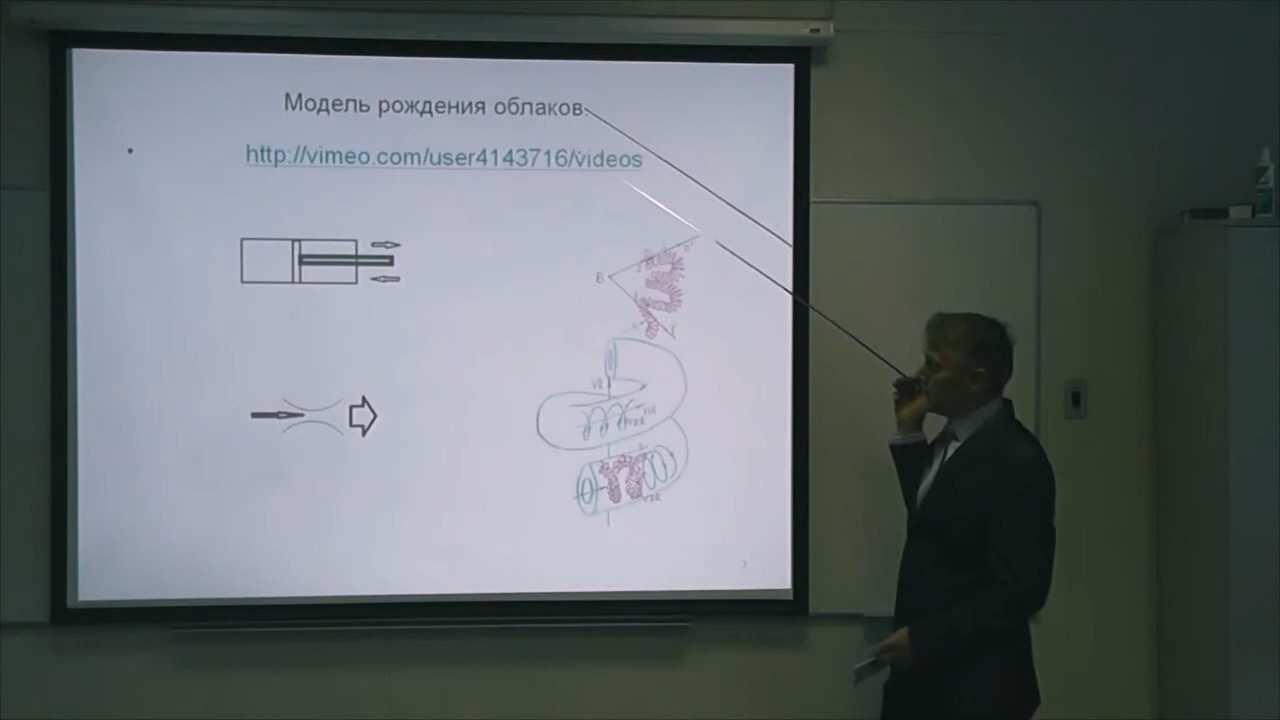 Модель рождения облаков.
http://vimeo.com/user4143716/videos
B